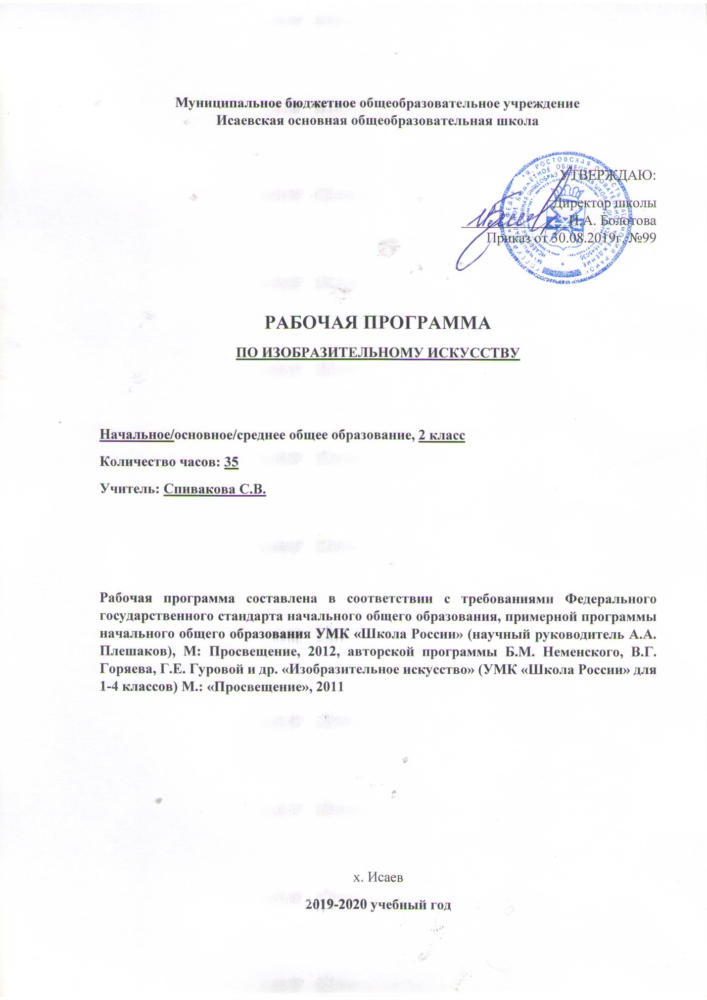 Муниципальное бюджетное общеобразовательное учреждение
Исаевская основная общеобразовательная школа
УТВЕРЖДАЮ:
Директор школы
И.А. Болотова
Приказ от 30.08.2019г. №99
РАБОЧАЯ ПРОГРАММА
ПО ИЗОБРАЗИТЕЛЬНОМУ ИСКУССТВУ
Начальное/основное/среднее общее образование, 2 класс
Количество часов: 35
Учитель: Спивакова С.В.
Рабочая программа составлена в соответствии с требованиями Федерального
государственного стандарта начального общего образования, примерной программы
начального общего образования УМК «Школа России» (научный руководитель А.А.
Плешаков), М: Просвещение, 2012, авторской программы Б.М. Неменского, В.Г.
Горяева, Г.Е. Гуровой и др. «Изобразительное искусство» (УМК «Школа России» для
1-4 классов) М.: «Просвещение», 2011
х. Исаев
2019-2020 учебный год